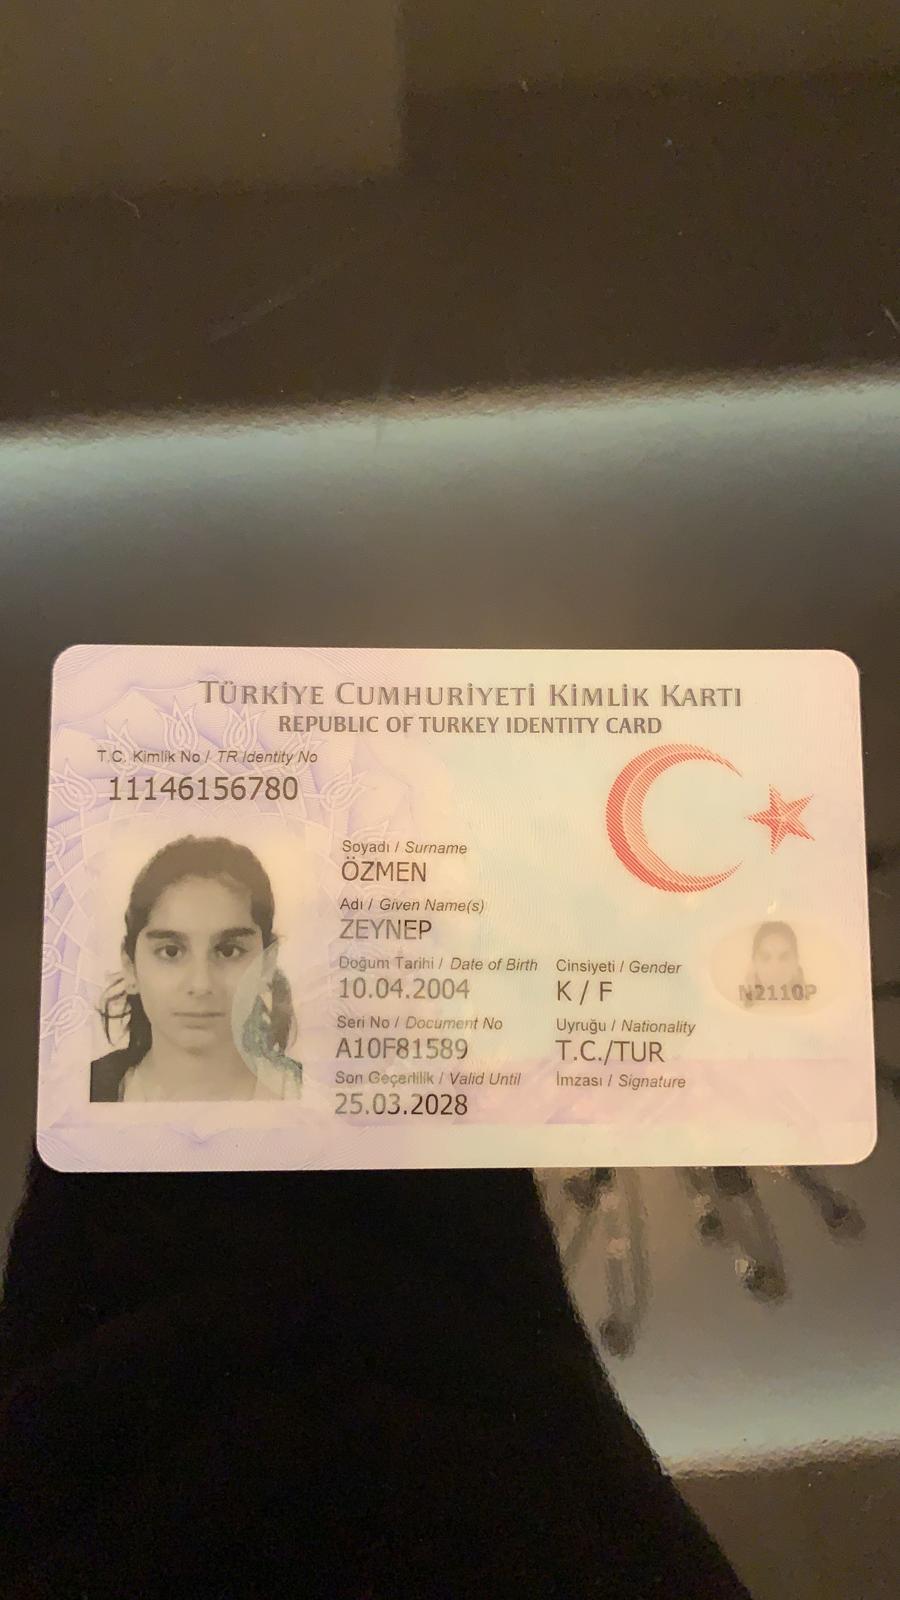 TÜRKİYE CUMHURİYETİ KİMLİK KARTI
REPUBLIC OF TURKEY IDENTITY CARD
T.C. Kimlik No / TR Identity No
11146156780
Soyadı / Surname
ÖZMEN
Adı / Given Name(s)
ZEYNEP
Doğum Tarihi / Date of Birth
10.04.2004
Cinsiyeti / Gender
K / F
Seri No / Document No
A10F81589
Uyruğu / Nationality
T.C./TUR
Son Geçerlilik / Valid Until
25.03.2028
İmzası / Signature
N2110P